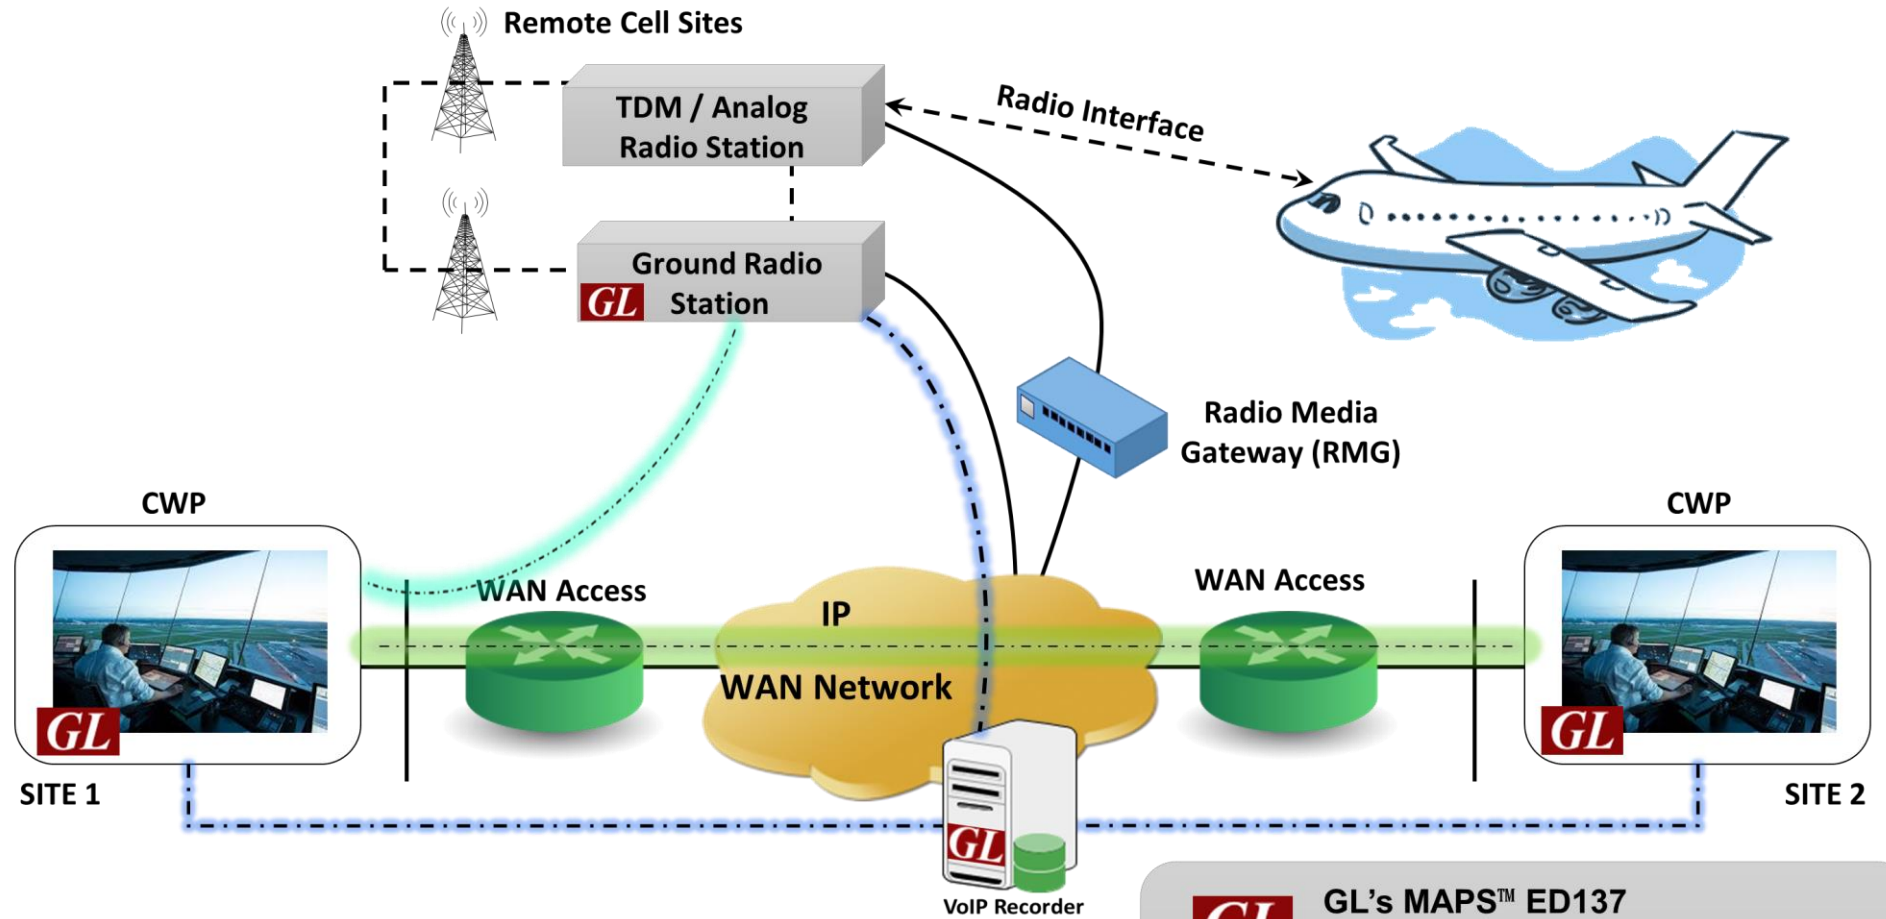 Remote Cell Sites
TDM / Analog
Radio Station
Radio Interface
Ground Radio
Station
GL
Radio Media
Gateway (RMG)
CWP
CWP
WAN Access
WAN Access
IP
WAN Network
GL
GL
SITE 1
SITE 2
GL
VoIP Recorder
GL's MAPS™ ED137
GL